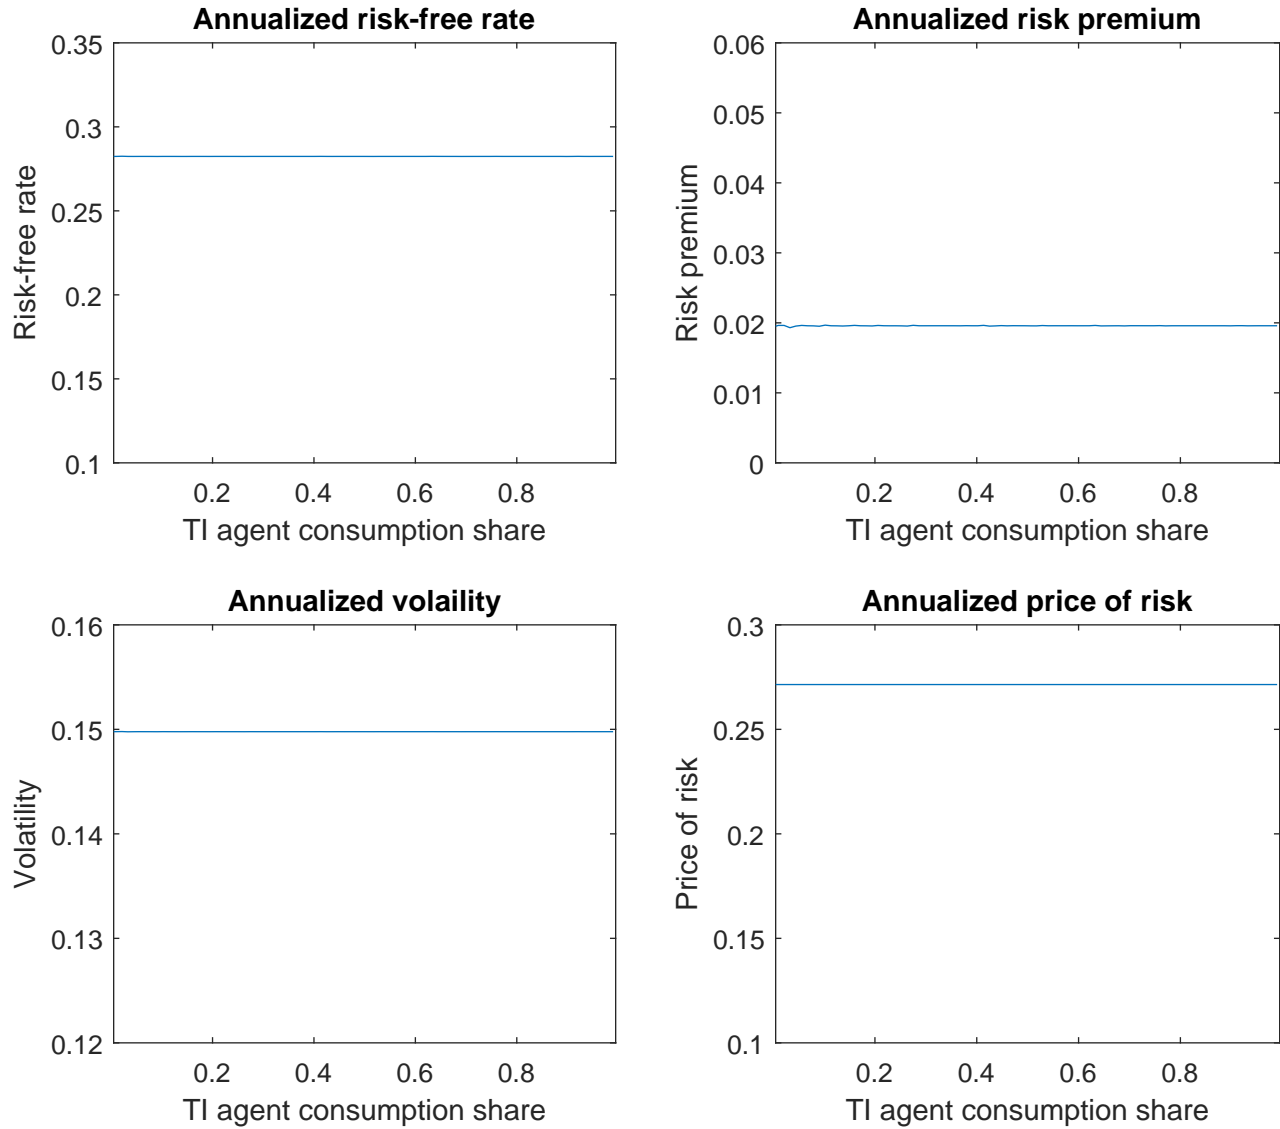 Annualized risk-free rate
0.35
0.3
0.25
0.2
0.15
0.1
Risk-free rate
0.2 0.4 0.6 0.8
TI agent consumption share
Annualized risk premium
0.06
0.05
0.04
0.03
0.02
0.01
0
Risk premium
0.2 0.4 0.6 0.8
TI agent consumption share
Annualized volaility
0.16
0.15
0.14
0.13
0.12
Volatility
0.2 0.4 0.6 0.8
TI agent consumption share
Annualized price of risk
0.3
0.25
0.2
0.15
0.1
Price of risk
0.2 0.4 0.6 0.8
TI agent consumption share